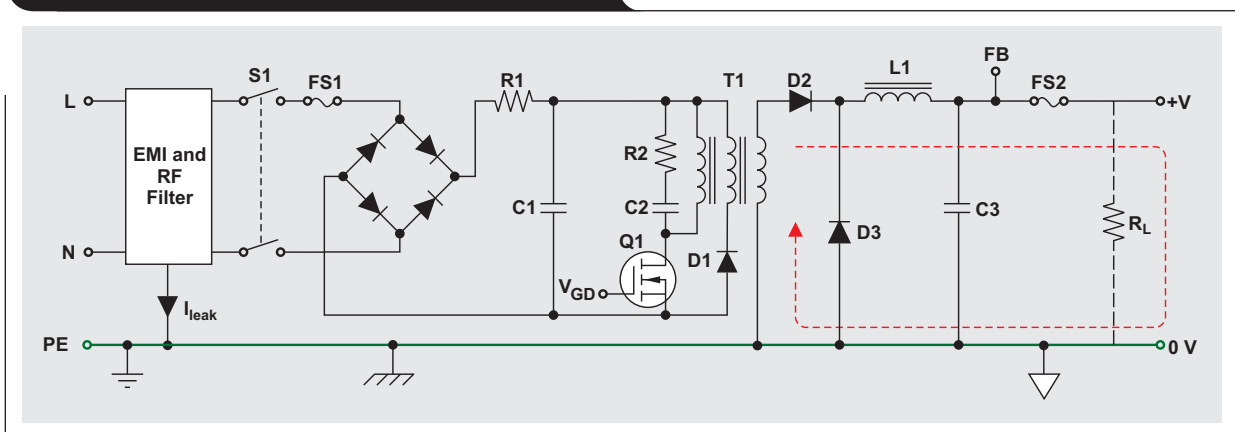 L
EMI and
RF
Filter
N
S1
FS1
I_leak
PE
R1
C1
R2
C2
Q1
V_GD
D1
T1
D2
D3
L1
C3
FB
FS2
R_L
+V
0 V